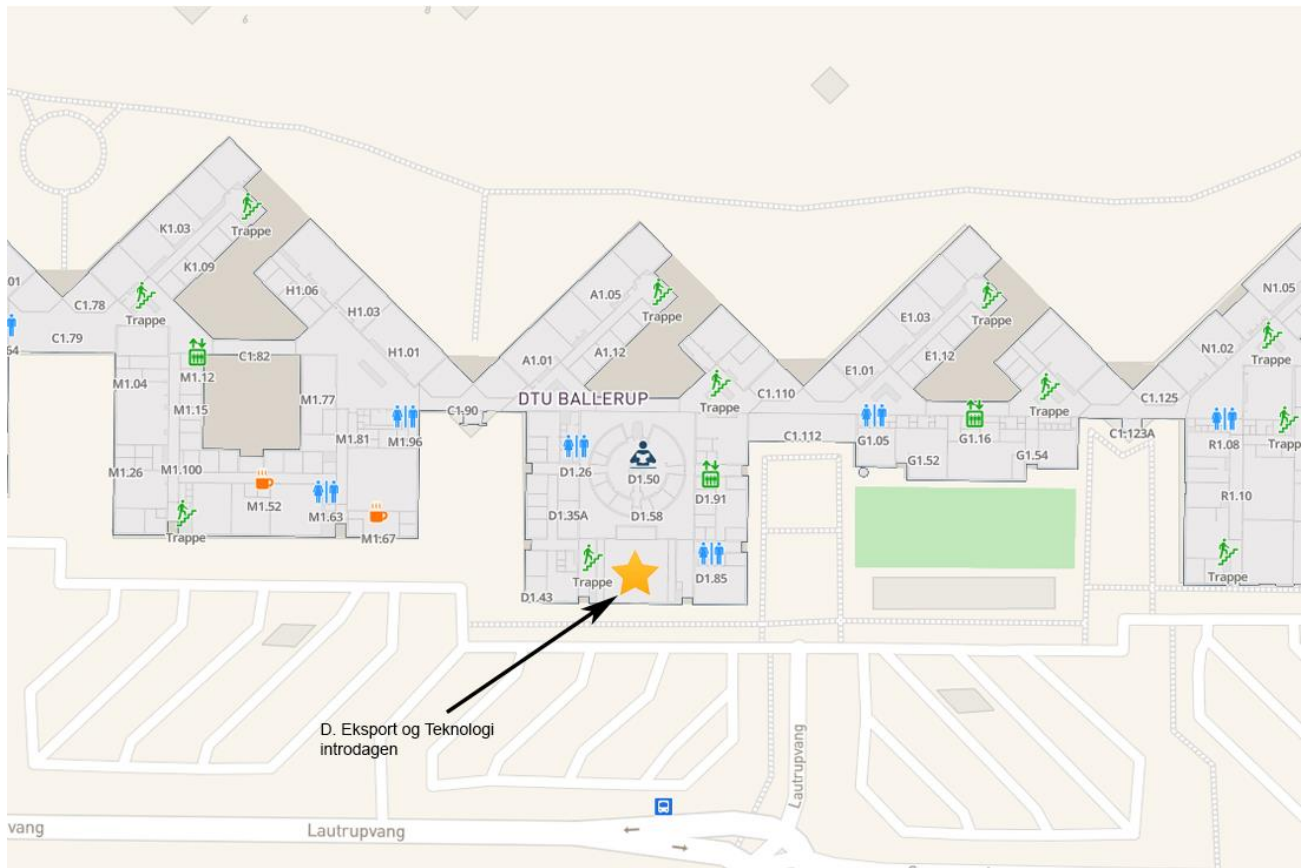 K1.03
Trappe
K1.09
01
H1.06
A1.05
E1.03
N1.05
C1.78
Trappe
H1.03
Trappe
Trappe
C1.79
C1.82
H1.01
A1.01
A1.12
E1.01
E1.12
N1.02
Trappe
64
M1.04
M1.12
M1.77
DTU BALLERUP
Trappe
C1.110
Trappe
C1.125
M1.15
C1.90
M1.81
M1.96
C1.112
G1.05
G1.16
C1.123A
R1.08
Trappe
M1.26
M1.100
D1.26
D1.50
G1.52
G1.54
M1.52
M1.63
D1.91
R1.10
D1.35A
D1.58
Trappe
M1.67
Trappe
D1.85
Trappe
D1.43
D. Eksport og Teknologi
introdagen
Lautrupvang
vang
Lautrupvang